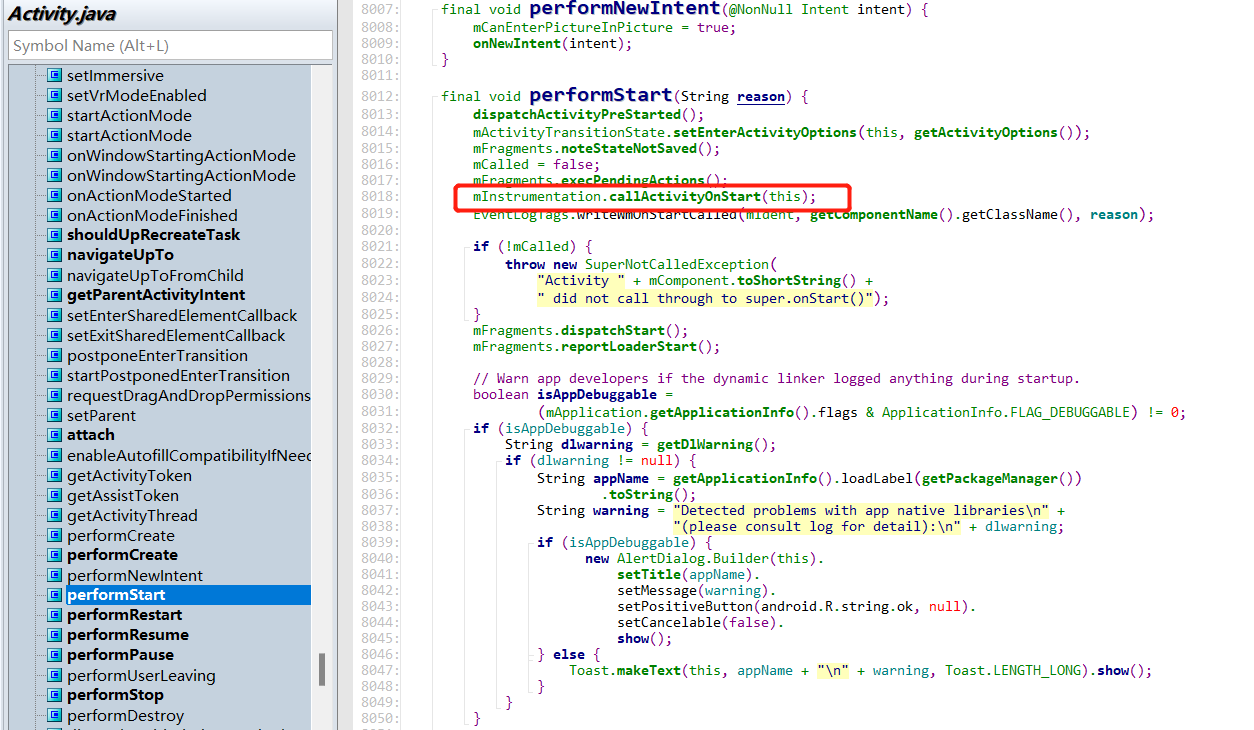 Activity.java
Symbol Name (Alt+L)
setImmersive
setVrModeEnabled
startActionMode
startActionMode
onWindowStartingActionMode
onWindowStartingActionMode
onActionModeStarted
onActionModeFinished
shouldUpRecreateTask
navigateUpTo
navigateUpToFromChild
getParentActivityIntent
setEnterSharedElementCallback
setExitSharedElementCallback
postponeEnterTransition
startPostponedEnterTransition
requestDragAndDropPermissions
setParent
attach
enableAutofillCompatibilityIfNeec
getActivityToken
getAssistToken
getActivityThread
performCreate
performCreate
performNewIntent
performStart
performRestart
performResume
performPause
performUserLeaving
performStop
performDestroy
8007: final void performNewIntent(@NonNull Intent intent) {
8008: mCanEnterPictureInPicture = true;
8009: onNewIntent(intent);
8010: }
8011:
8012: final void performStart(String reason) {
8013: dispatchActivityPreStarted();
8014: mActivityTransitionState.setEnterActivityOptions(this, getActivityOptions());
8015: mFragments.noteStateNotSaved();
8016: mCalled = false;
8017: mFragments.execPendingActions();
8018: mInstrumentation.callActivityOnStart(this);
8019: EventLogTags.writeWmOnStartCalled(mIdent, getComponentName().getClassName(), reason);
8020:
8021: if (!mCalled) {
8022: throw new SuperNotCalledException(
8023: "Activity " + mComponent.toShortString() +
8024: " did not call through to super.onStart()");
8025: }
8026: mFragments.dispatchStart();
8027: mFragments.reportLoaderStart();
8028:
8029: // Warn app developers if the dynamic linker logged anything during startup.
8030: boolean isAppDebuggable =
8031: (mApplication.getApplicationInfo().flags & ApplicationInfo.FLAG_DEBUGGABLE) != 0;
8032: if (isAppDebuggable) {
8033: String dlwarning = getDlWarning();
8034: if (dlwarning != null) {
8035: String appName = getApplicationInfo().loadLabel(getPackageManager())
8036: .toString();
8037: String warning = "Detected problems with app native libraries\n" +
8038: "(please consult log for detail):\n" + dlwarning;
8039: if (isAppDebuggable) {
8040: new AlertDialog.Builder(this).
8041: setTitle(appName).
8042: setMessage(warning).
8043: setPositiveButton(android.R.string.ok, null).
8044: setCancelable(false).
8045: show();
8046: } else {
8047: Toast.makeText(this, appName + "\n" + warning, Toast.LENGTH_LONG).show();
8048: }
8049: }
8050: }